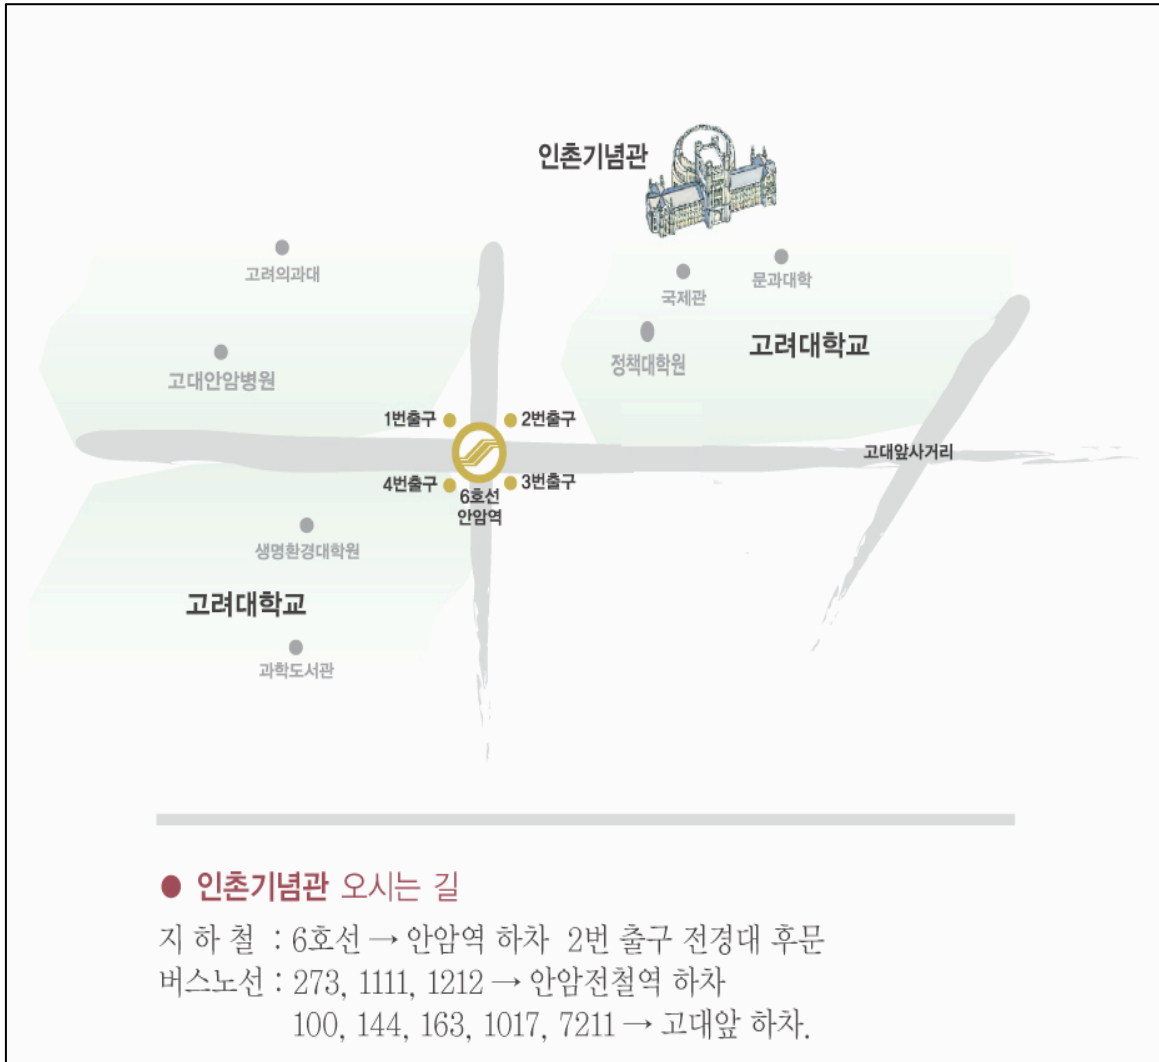 인촌기념관
고려의과대
국제관
문과대학
정책대학원
고려대학교
고대안암병원
1번출구
2번출구
고대앞사거리
4번출구
3번출구
6호선
안암역
생명환경대학원
고려대학교
과학도서관
● 인촌기념관 오시는 길
지 하 철 : 6호선 → 안암역 하차 2번 출구 전경대 후문
버스노선 : 273, 1111, 1212 → 안암전철역 하차
100, 144, 163, 1017, 7211 → 고대앞 하차.